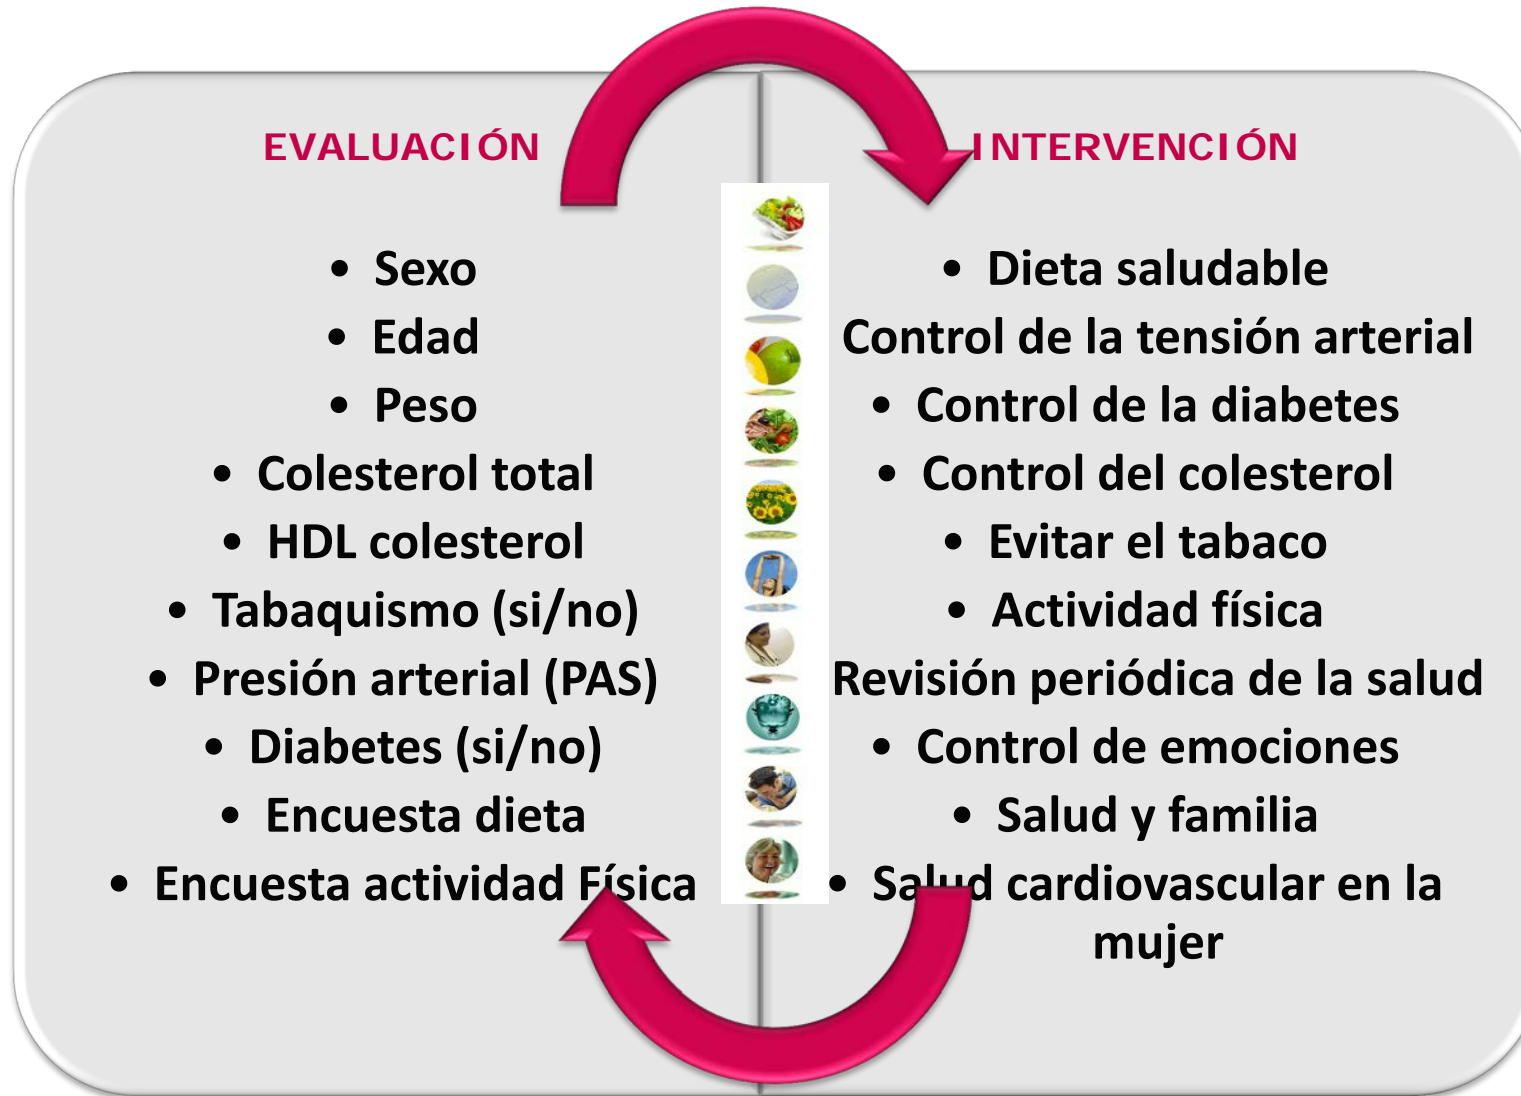 EVALUACIÓN
• Sexo
• Edad
• Peso
• Colesterol total
• HDL colesterol
• Tabaquismo (si/no)
• Presión arterial (PAS)
• Diabetes (si/no)
• Encuesta dieta
• Encuesta actividad Física
INTERVENCIÓN
• Dieta saludable
Control de la tensión arterial
• Control de la diabetes
• Control del colesterol
• Evitar el tabaco
• Actividad física
Revisión periódica de la salud
• Control de emociones
• Salud y familia
• Salud cardiovascular en la
mujer